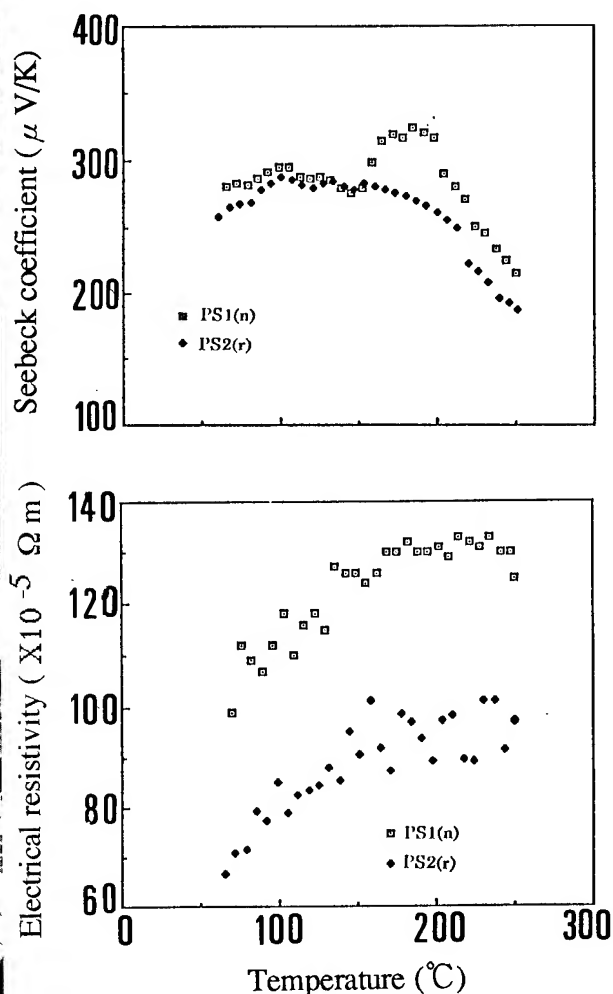 Seebeck coefficient ( μ V/K)
400
300
200
100
PS1(n)
PS2(r)
Electrical resistivity ( X10⁻⁵ Ω m)
140
120
100
80
60
PS1(n)
PS2(r)
0
100
200
300
Temperature (℃)